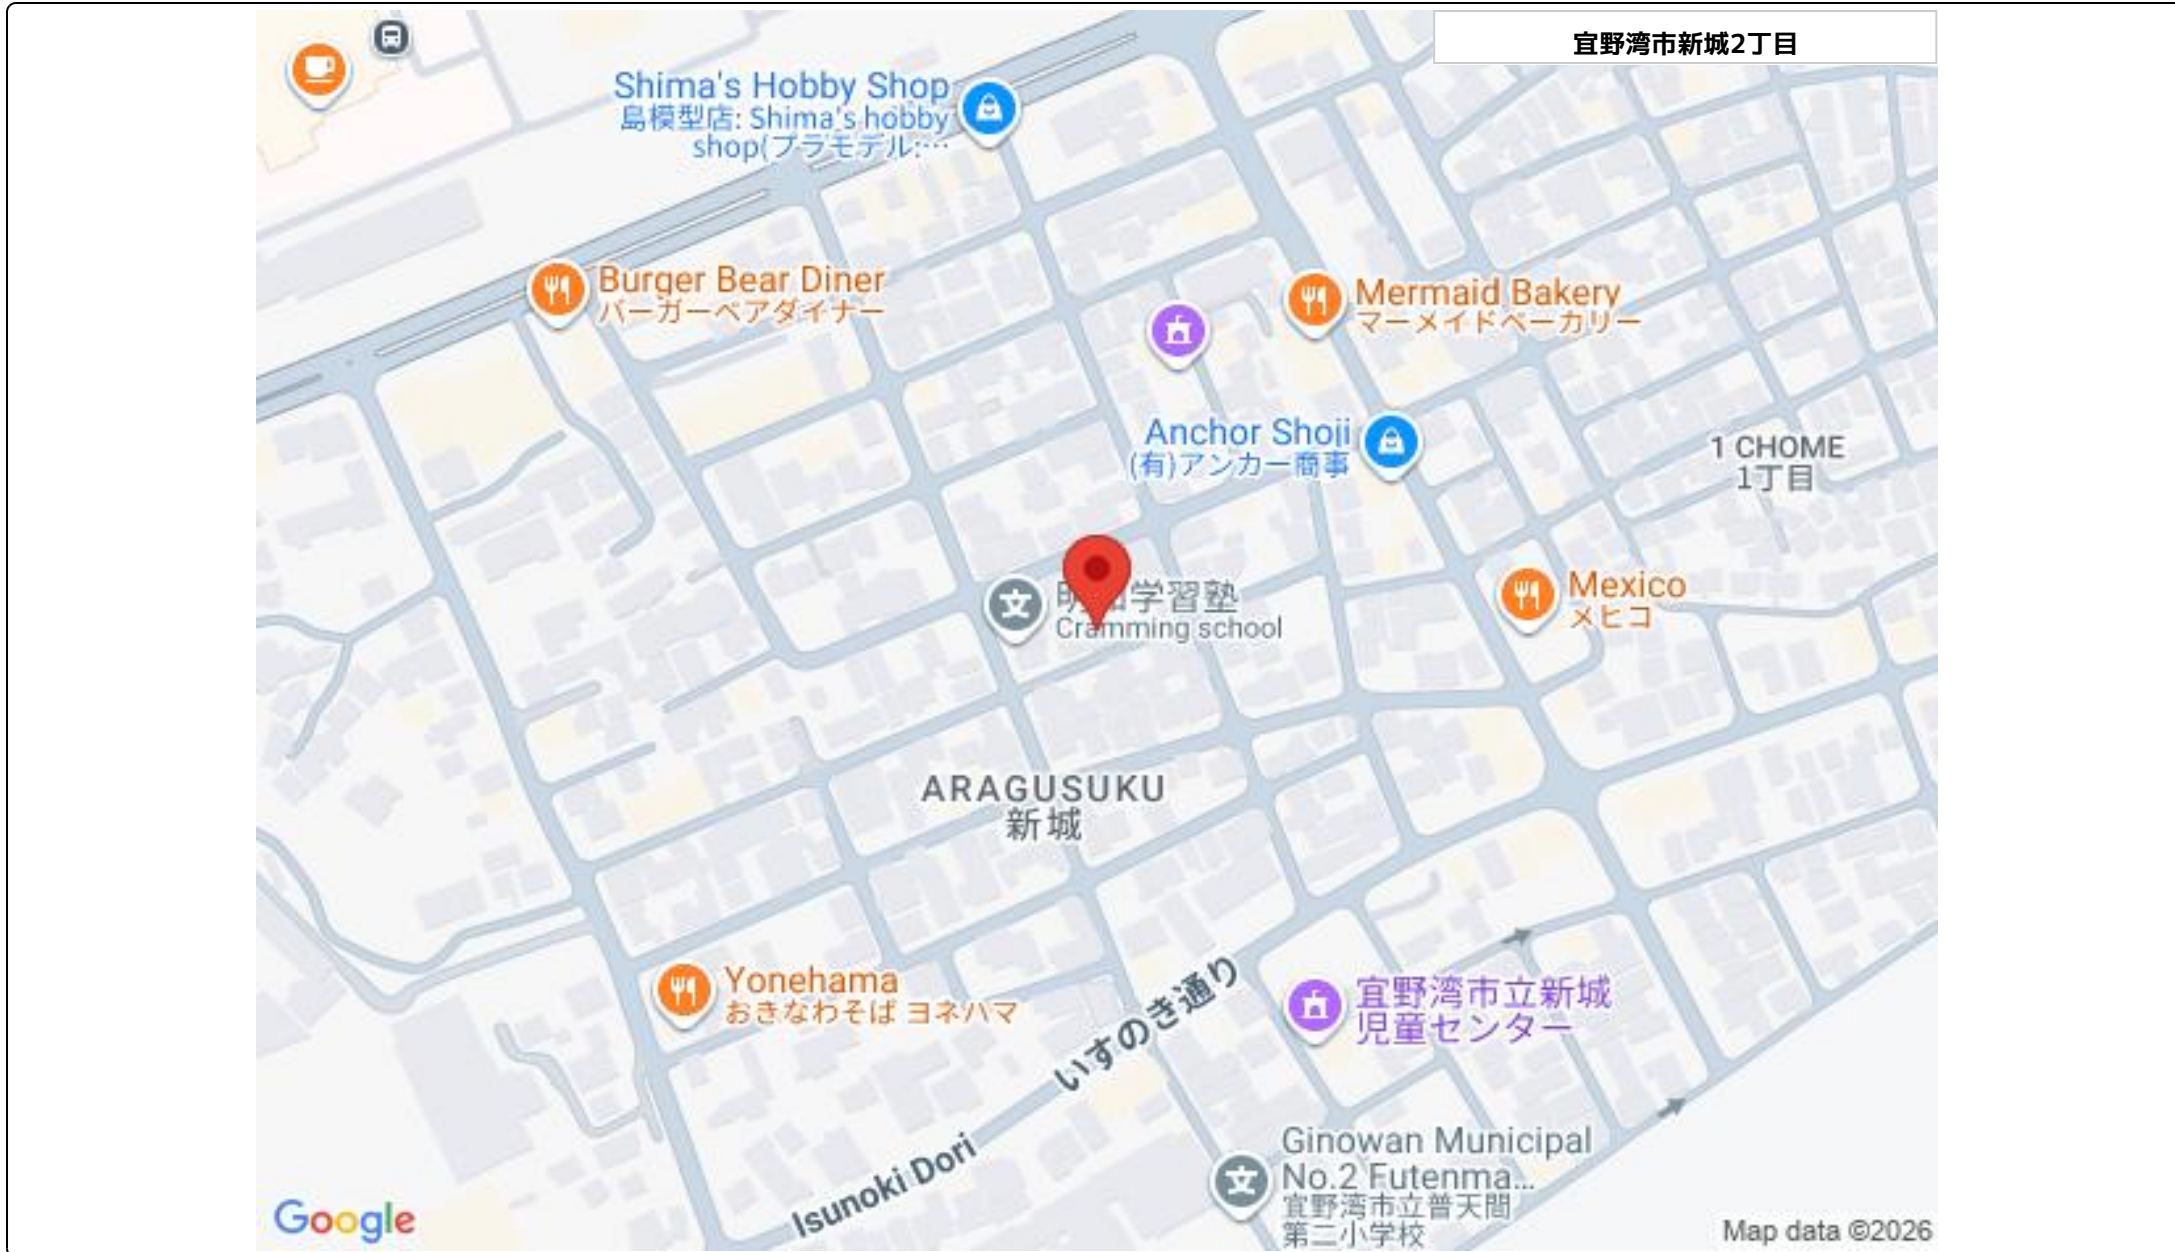 宜野湾市新城2丁目
Shima's Hobby Shop
島模型店: Shima's hobby
shop(プラモデル:…
Burger Bear Diner
バーガーベアダイナー
Mermaid Bakery
マーメイドベーカリー
Anchor Shoji
(有)アンカー商事
1 CHOME
1丁目
学習塾
Cramming school
Mexico
メヒコ
ARAGUSUKU
新城
Yonehama
おきなわそば ヨネハマ
いすのき通り
Isunoki Dori
宜野湾市立新城
児童センター
Ginowan Municipal
No.2 Futenma...
宜野湾市立普天間
第二小学校
Google
Map data ©2026